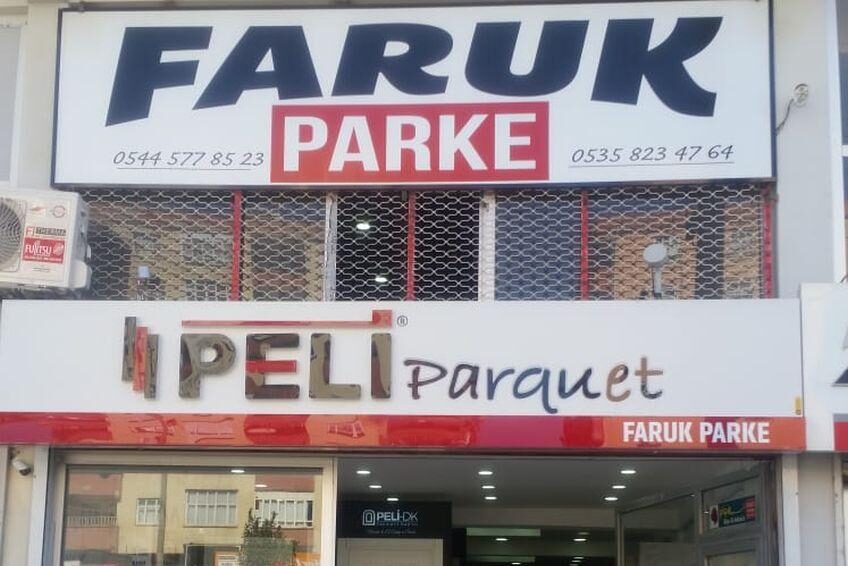 FARUK
0544 577 85 23
PARKE
0535 823 47 64
FUJITSU
PELİ®
Parquet
FARUK PARKE
PELİ-DK